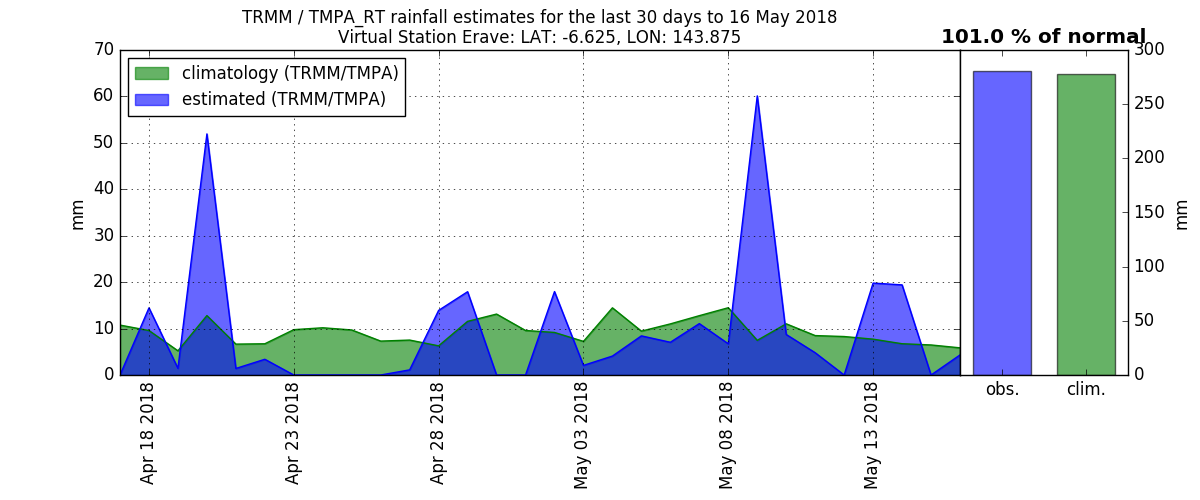 TRMM / TMPA_RT rainfall estimates for the last 30 days to 16 May 2018
Virtual Station Erave: LAT: -6.625, LON: 143.875
101.0 % of normal
climatology (TRMM/TMPA)
estimated (TRMM/TMPA)
70
60
50
40
30
20
10
0
mm
Apr 18 2018
Apr 23 2018
Apr 28 2018
May 03 2018
May 08 2018
May 13 2018
300
250
200
150
100
50
0
mm
obs.
clim.